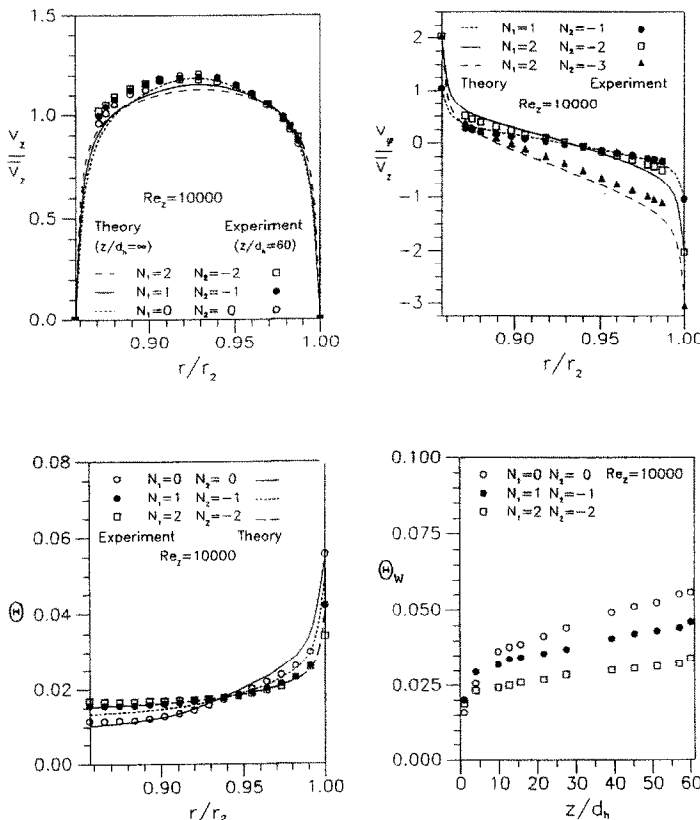 1.5
1.0
0.5
0.0
v_z
v̅_z
Re_z=10000
Theory Experiment
(z/d_h=∞) (z/d_h=60)
N₁=2 N₂=−2
N₁=1 N₂=−1
N₁=0 N₂= 0
0.90 0.95 1.00
r/r₂
N₁=1 N₂=−1
N₁=2 N₂=−2
N₁=2 N₂=−3
Theory Experiment
Re_z=10000
2
1
0
−1
−2
−3
v_φ
v̅_z
0.90 0.95 1.00
r/r₂
0.08
0.06
0.04
0.02
0.00
Θ
N₁=0 N₂= 0
N₁=1 N₂=−1
N₁=2 N₂=−2
Experiment Theory
Re_z=10000
0.90 0.95 1.00
r/r₂
0.100
0.075
0.050
0.025
0.000
Θ_w
N₁=0 N₂= 0 Re_z=10000
N₁=1 N₂=−1
N₁=2 N₂=−2
0 10 20 30 40 50 60
z/d_h